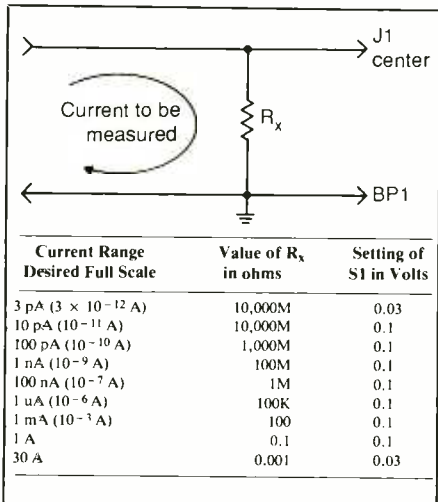 J1
center
Current to be
measured
Rx
BP1
Current Range Value of Rx Setting of
Desired Full Scale in ohms S1 in Volts
3 pA (3 × 10-12 A) 10,000M 0.03
10 pA (10-11 A) 10,000M 0.1
100 pA (10-10 A) 1,000M 0.1
1 nA (10-9 A) 100M 0.1
100 nA (10-7 A) 1M 0.1
1 uA (10-6 A) 100K 0.1
1 mA (10-3 A) 100 0.1
1 A 0.1 0.1
30 A 0.001 0.03